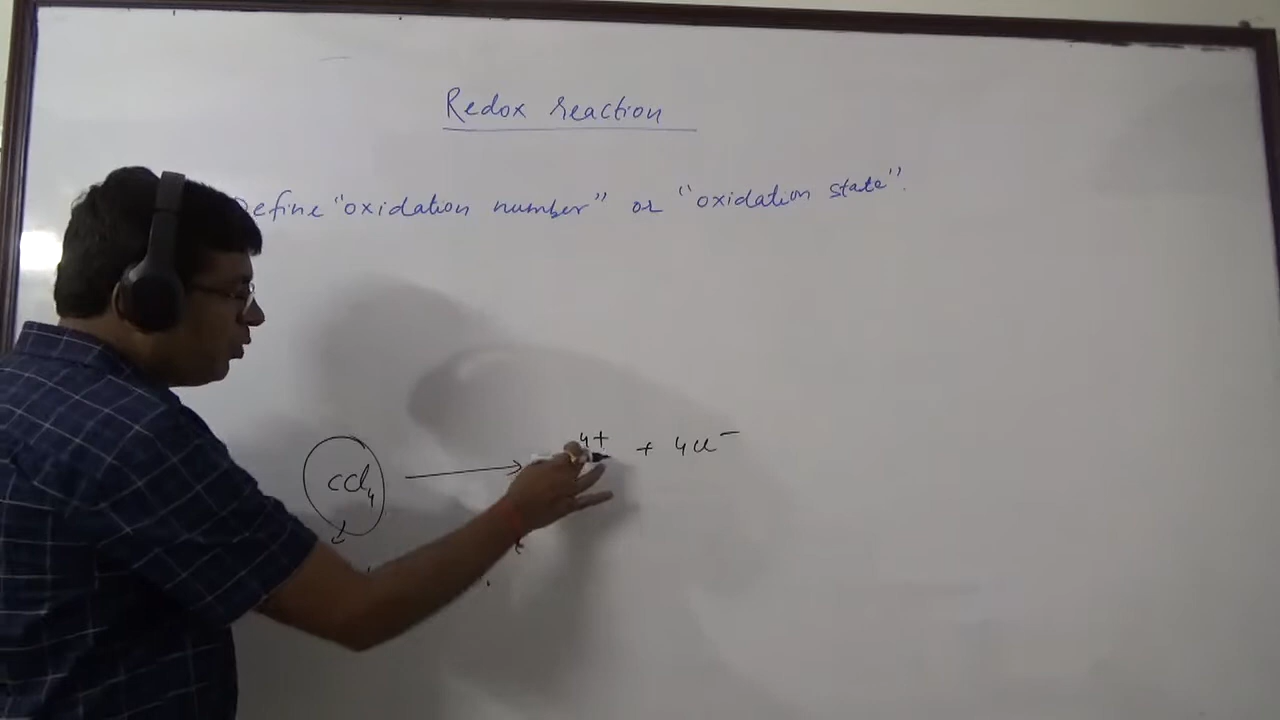 Redox reaction
Define "oxidation number" or "oxidation state".
CCl4 → 4+ + 4Cl-